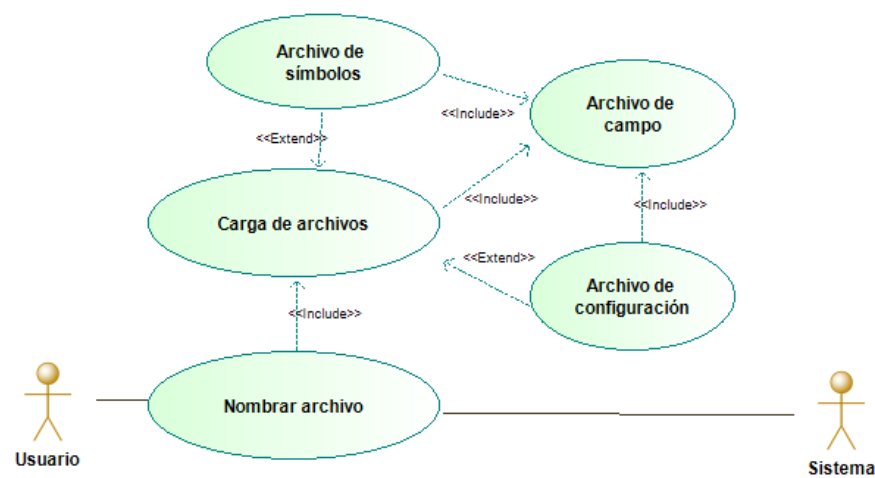 Archivo de
símbolos
Archivo de
campo
<<Include>>
<<Extend>>
<<Include>>
<<Include>>
Carga de archivos
<<Extend>>
Archivo de
configuración
<<Include>>
Nombrar archivo
Usuario
Sistema